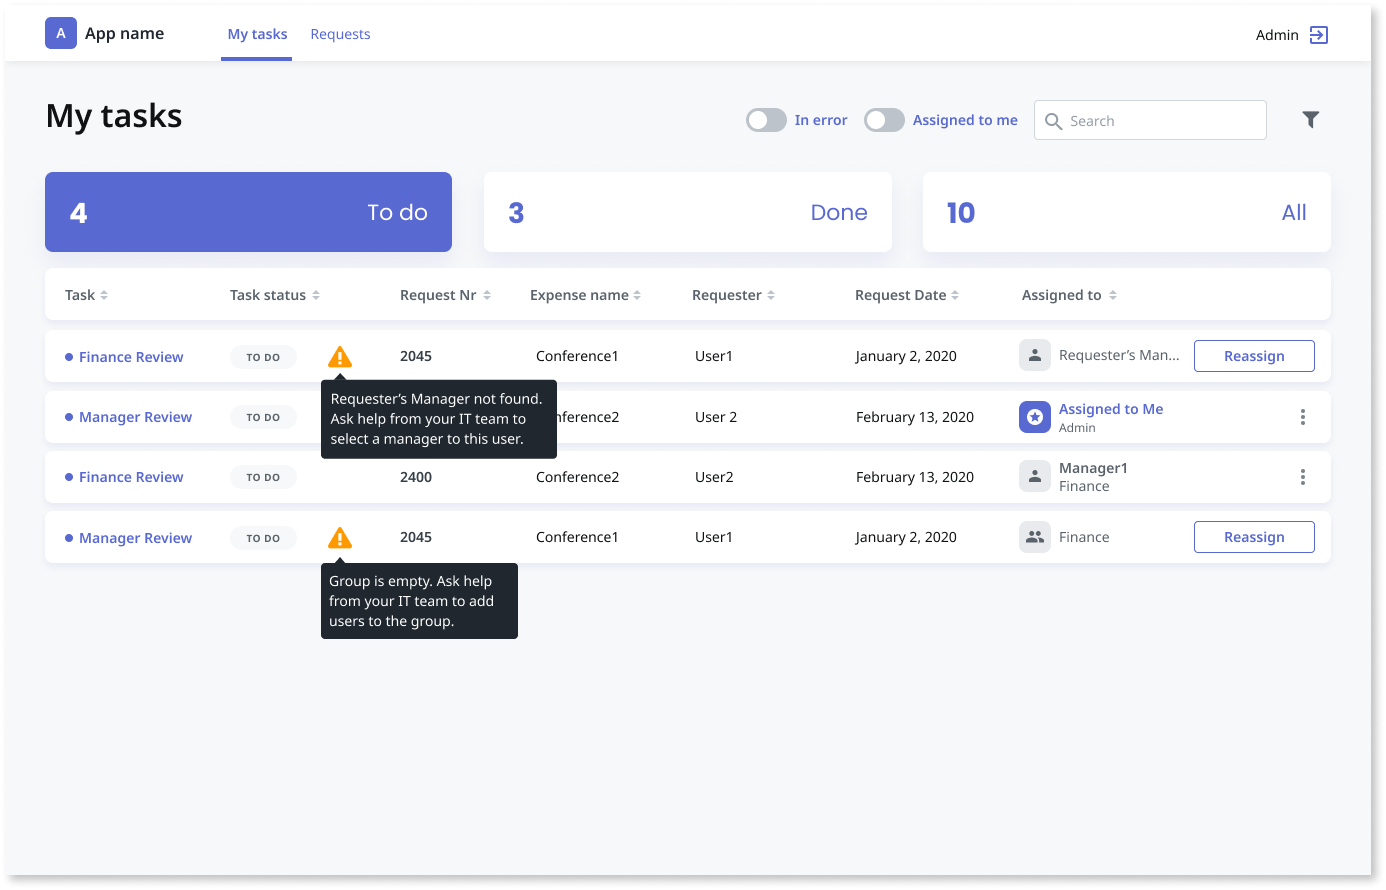 A App name My tasks Requests Admin
My tasks In error Assigned to me Search
4 To do 3 Done 10 All
Task Task status Request Nr Expense name Requester Request Date Assigned to
Finance Review TO DO 2045 Conference1 User1 January 2, 2020 Requester’s Man... Reassign
Requester’s Manager not found.
Ask help from your IT team to
select a manager to this user.
Manager Review TO DO nference2 User 2 February 13, 2020 Assigned to Me
Admin
Finance Review TO DO 2400 Conference2 User2 February 13, 2020 Manager1
Finance
Manager Review TO DO 2045 Conference1 User1 January 2, 2020 Finance Reassign
Group is empty. Ask help
from your IT team to add
users to the group.